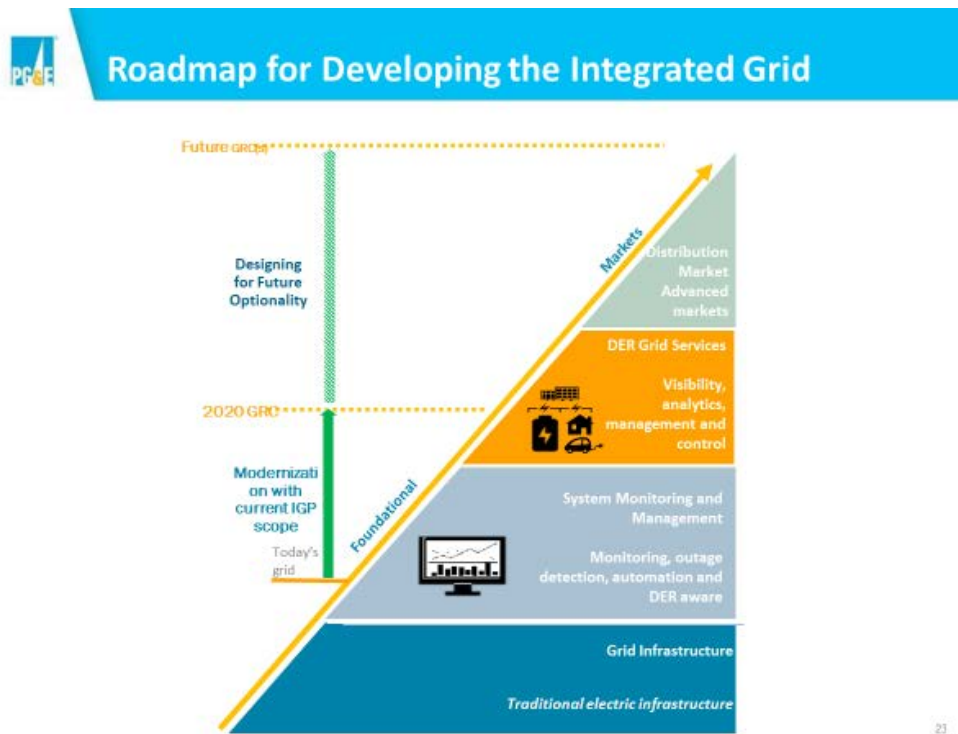 PG&E
Roadmap for Developing the Integrated Grid
Future GRC(s)
Designing
for Future
Optionality
2020 GRC
Modernizati
on with
current IGP
scope
Today's
grid
Foundational
Markets
Distribution
Market
Advanced
markets
DER Grid Services
Visibility,
analytics,
management and
control
System Monitoring and
Management
Monitoring, outage
detection, automation and
DER aware
Grid Infrastructure
Traditional electric infrastructure
23